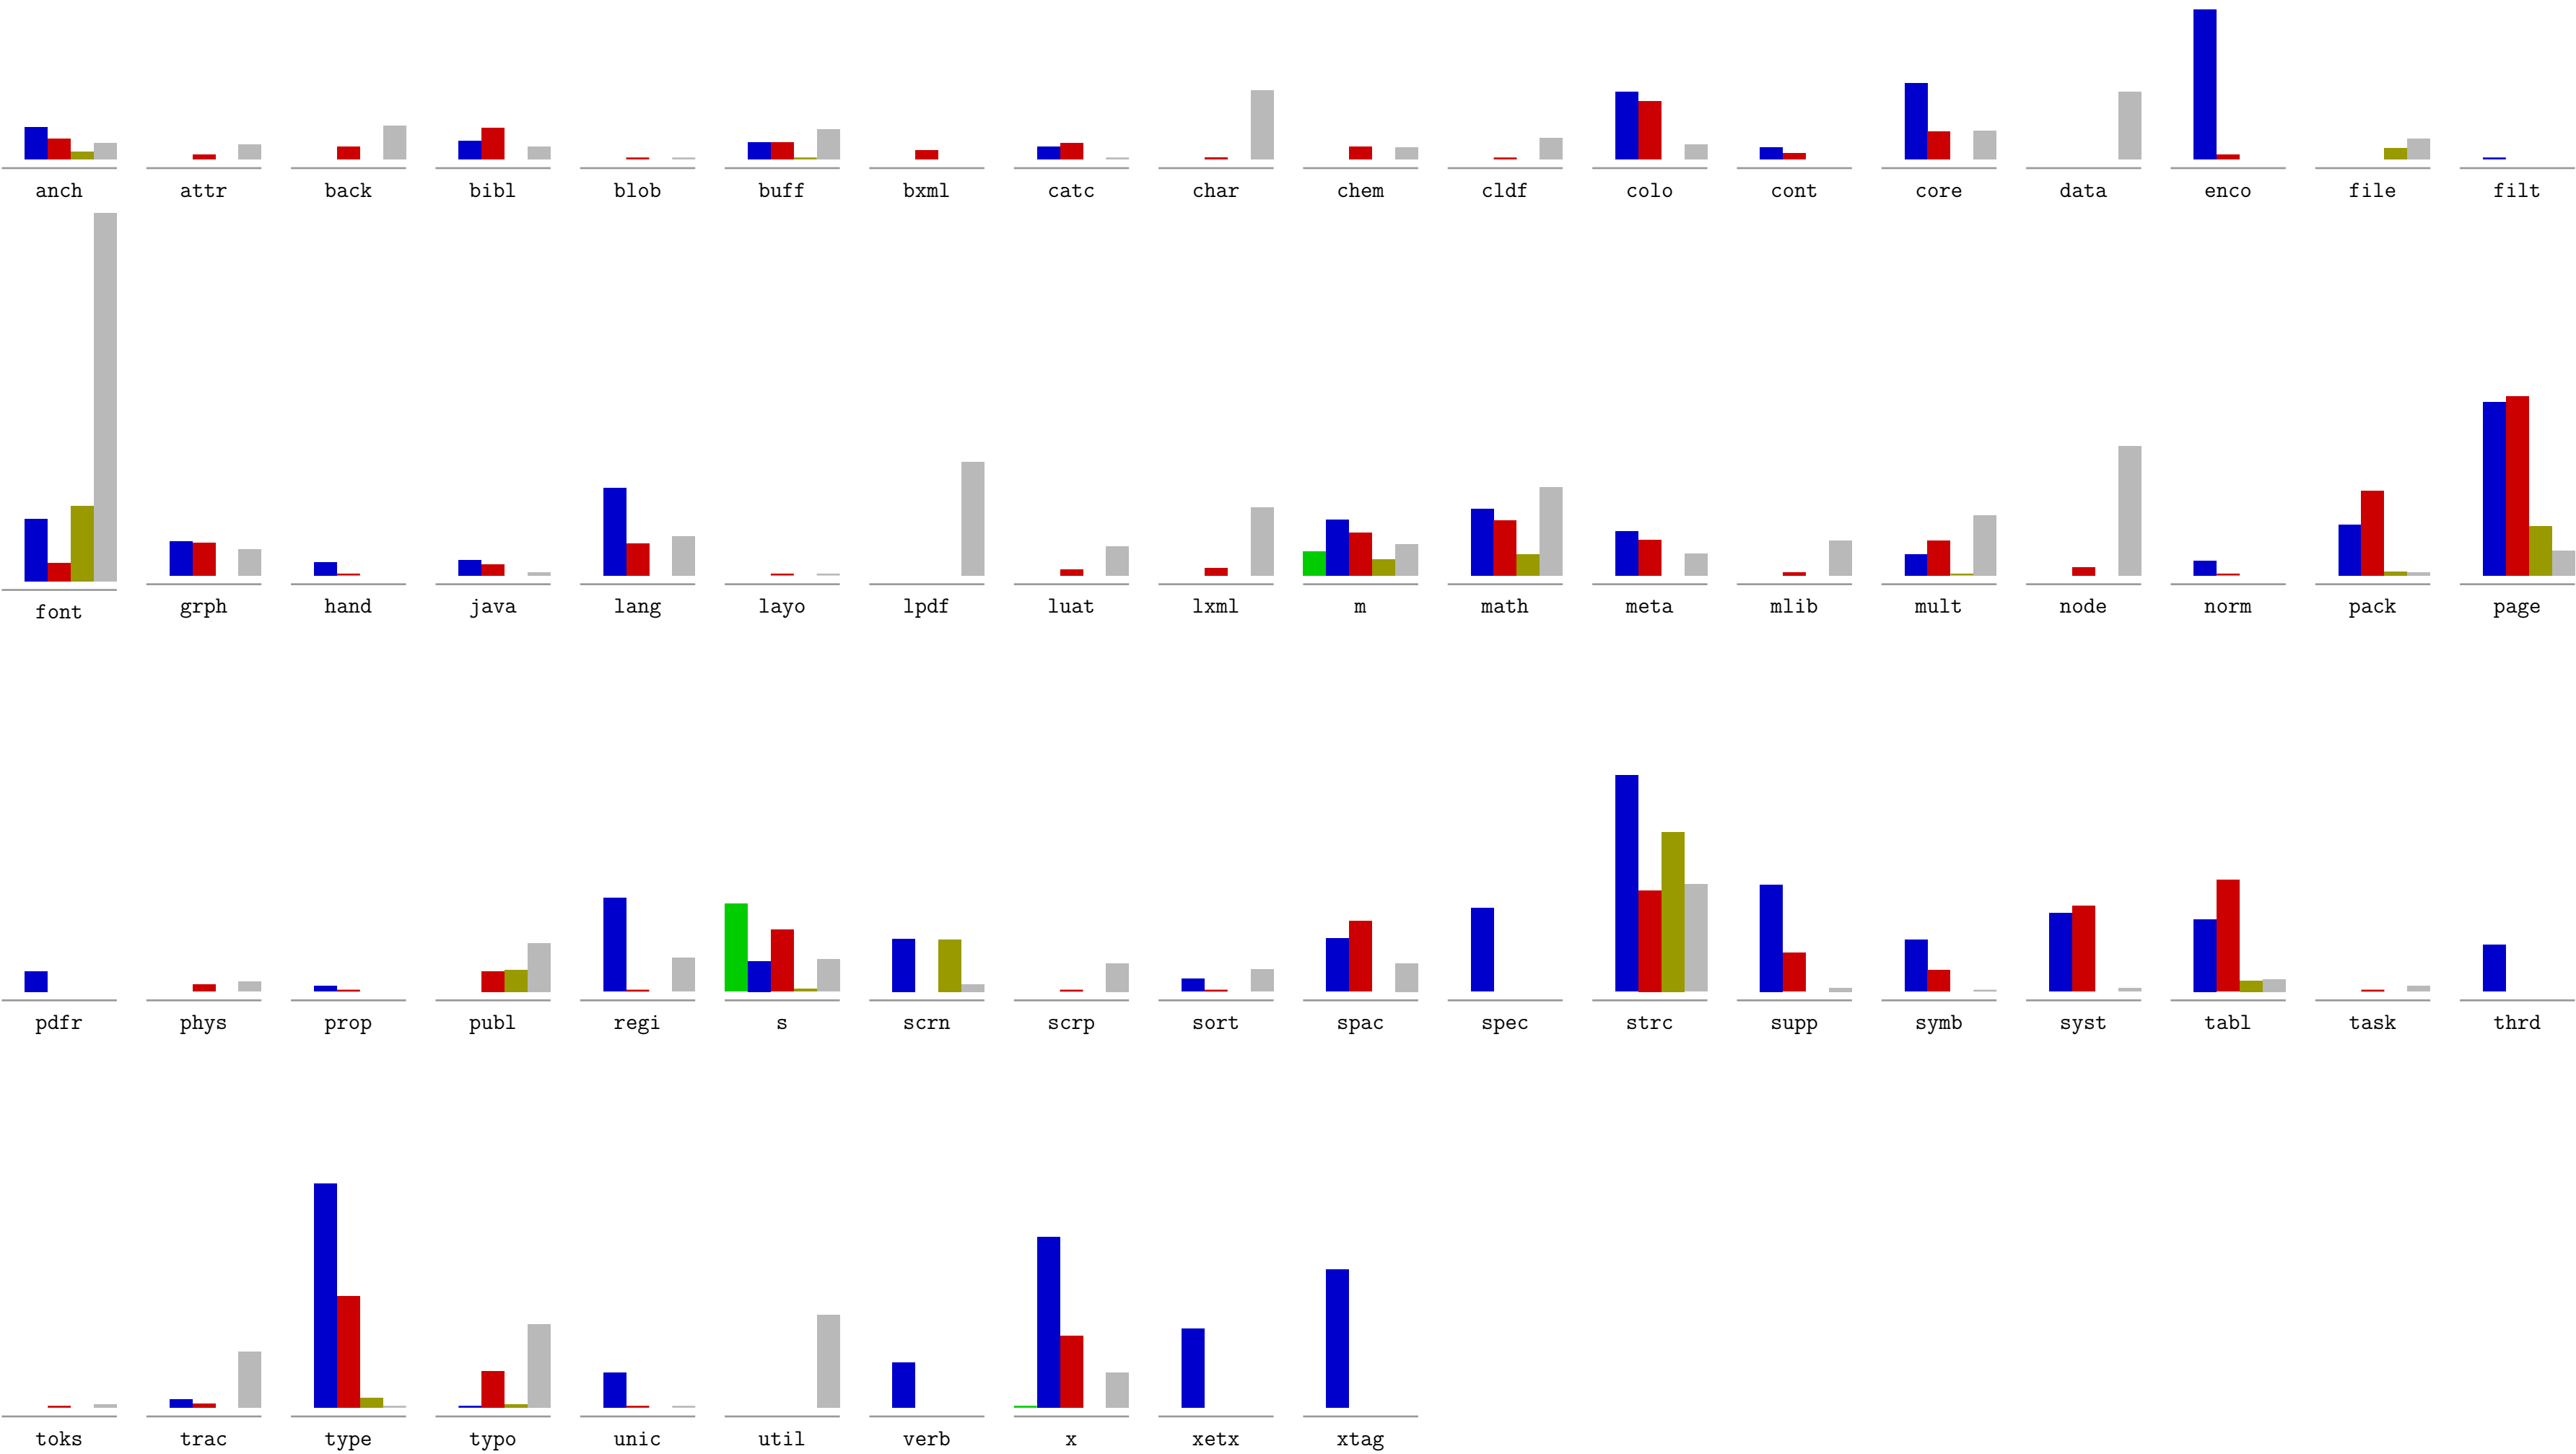 anch attr back bibl blob buff bxml catc char chem cldf colo cont core data enco file filt
font grph hand java lang layo lpdf luat lxml m math meta mlib mult node norm pack page
pdfr phys prop publ regi s scrn scrp sort spac spec strc supp symb syst tabl task thrd
toks trac type typo unic util verb x xetx xtag